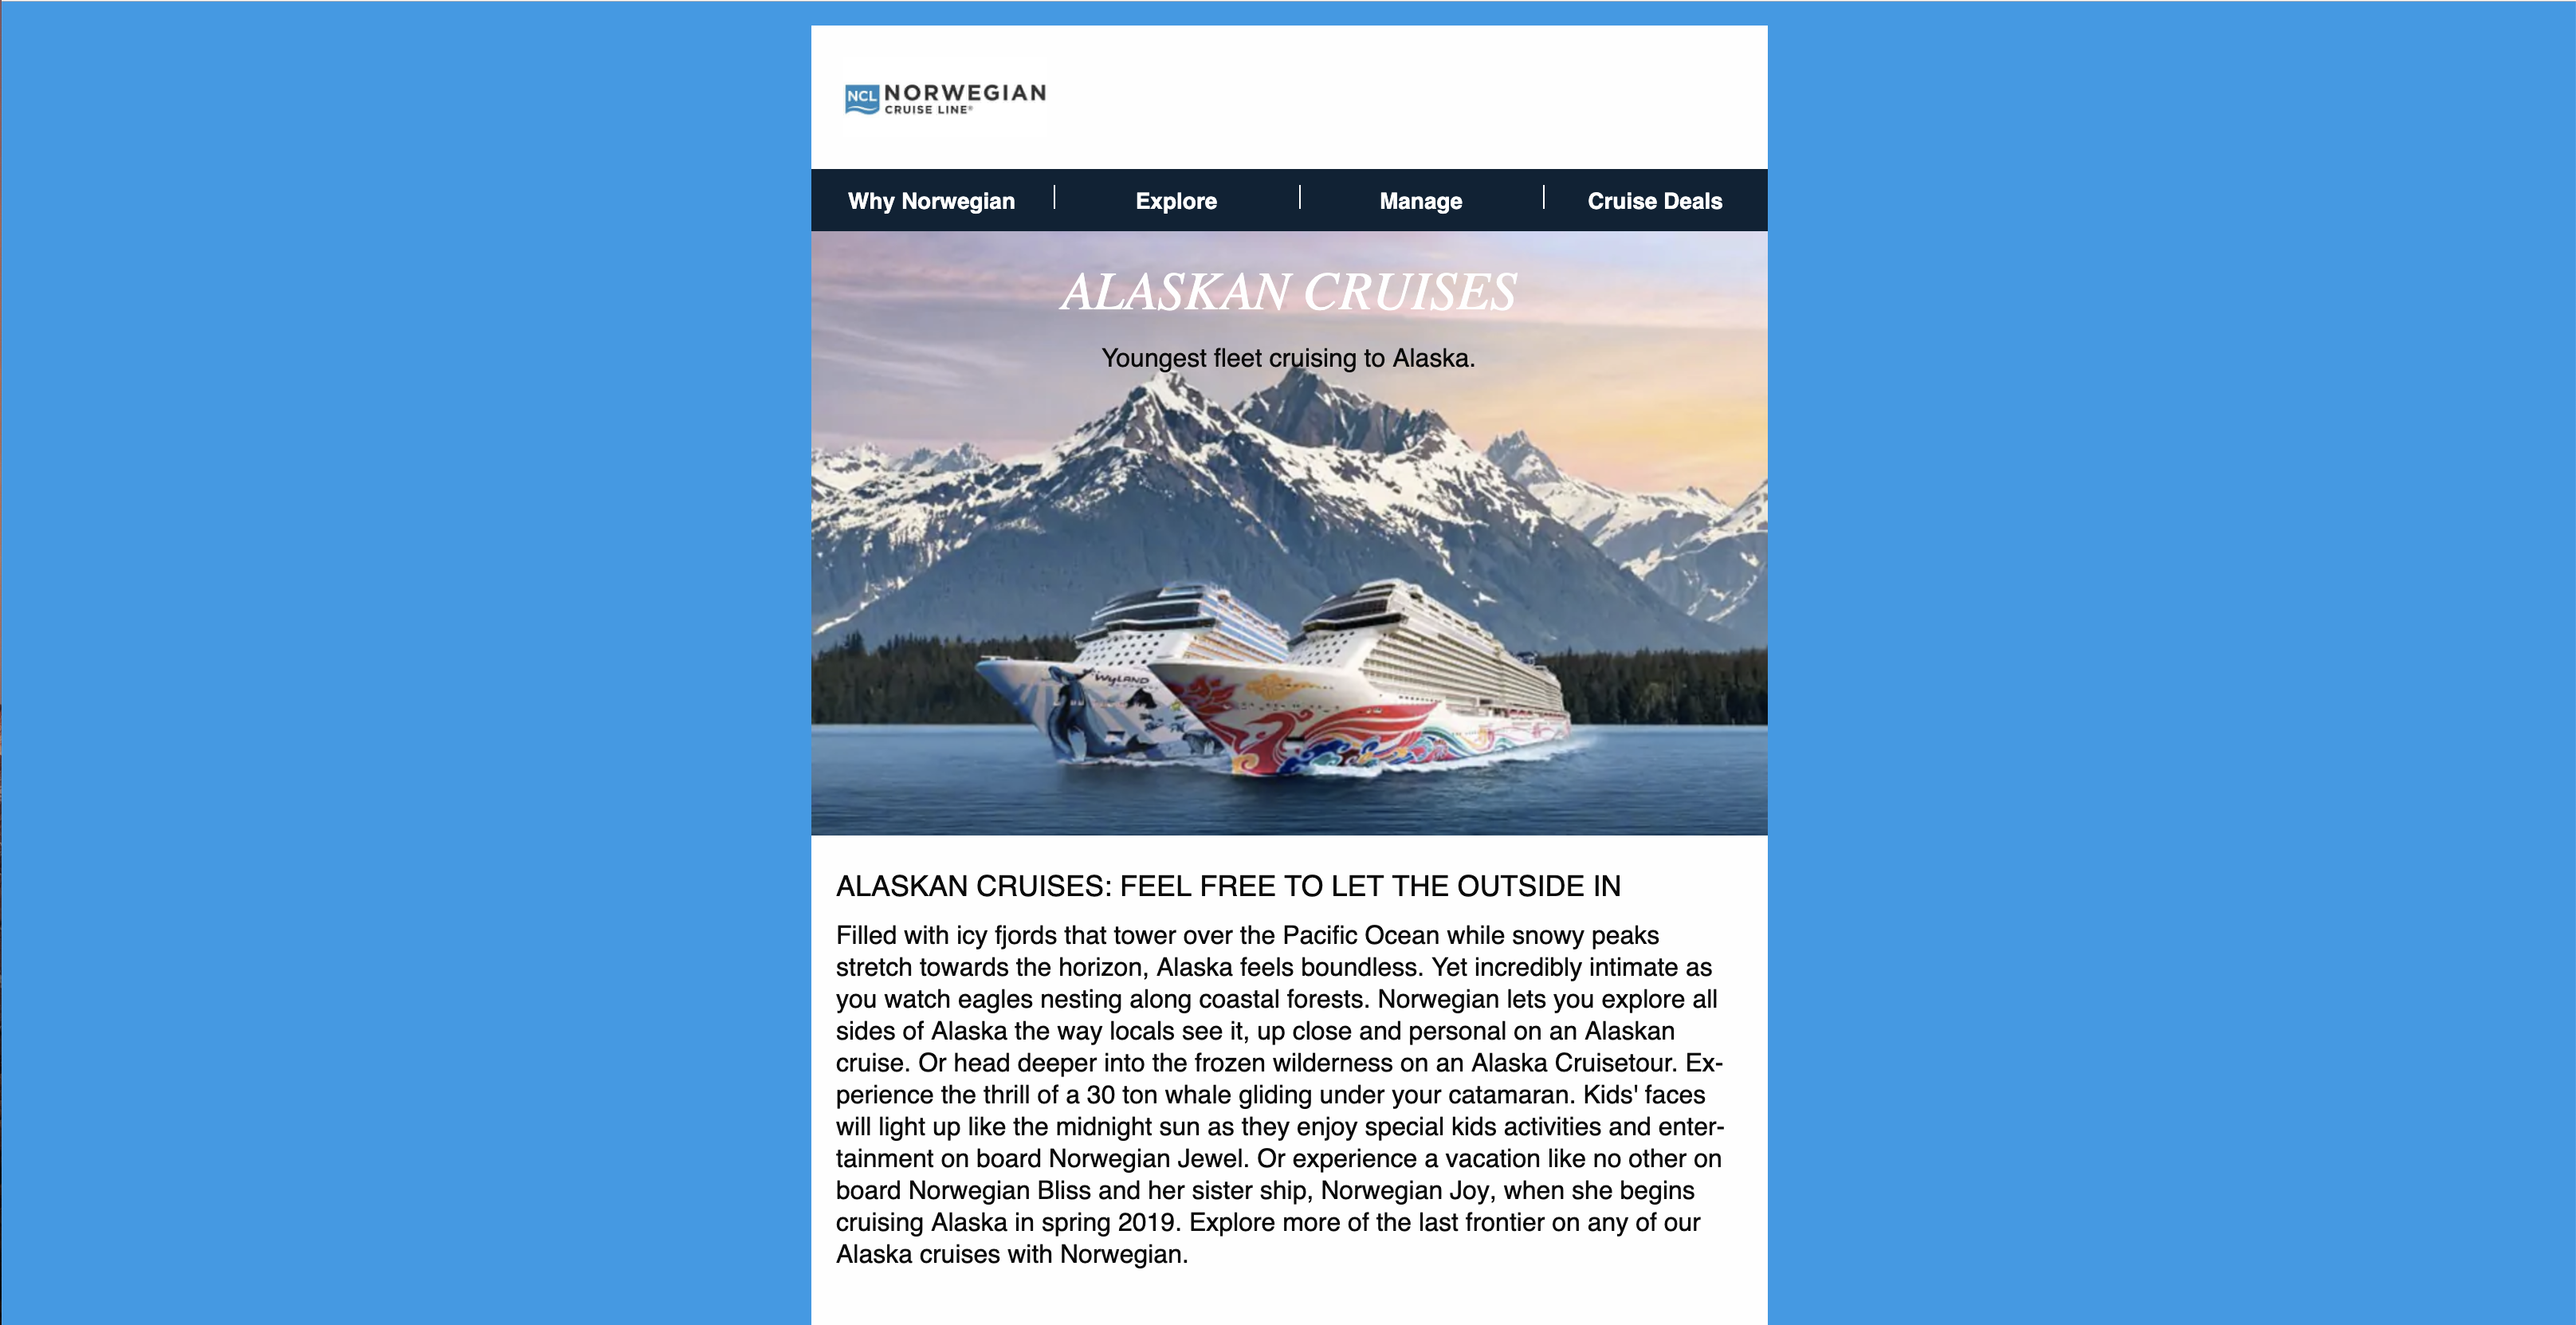 NCL NORWEGIAN
CRUISE LINE®
Why Norwegian
Explore
Manage
Cruise Deals
ALASKAN CRUISES
Youngest fleet cruising to Alaska.
WYLAND
ALASKAN CRUISES: FEEL FREE TO LET THE OUTSIDE IN
Filled with icy fjords that tower over the Pacific Ocean while snowy peaks
stretch towards the horizon, Alaska feels boundless. Yet incredibly intimate as
you watch eagles nesting along coastal forests. Norwegian lets you explore all
sides of Alaska the way locals see it, up close and personal on an Alaskan
cruise. Or head deeper into the frozen wilderness on an Alaska Cruisetour. Ex-
perience the thrill of a 30 ton whale gliding under your catamaran. Kids' faces
will light up like the midnight sun as they enjoy special kids activities and enter-
tainment on board Norwegian Jewel. Or experience a vacation like no other on
board Norwegian Bliss and her sister ship, Norwegian Joy, when she begins
cruising Alaska in spring 2019. Explore more of the last frontier on any of our
Alaska cruises with Norwegian.